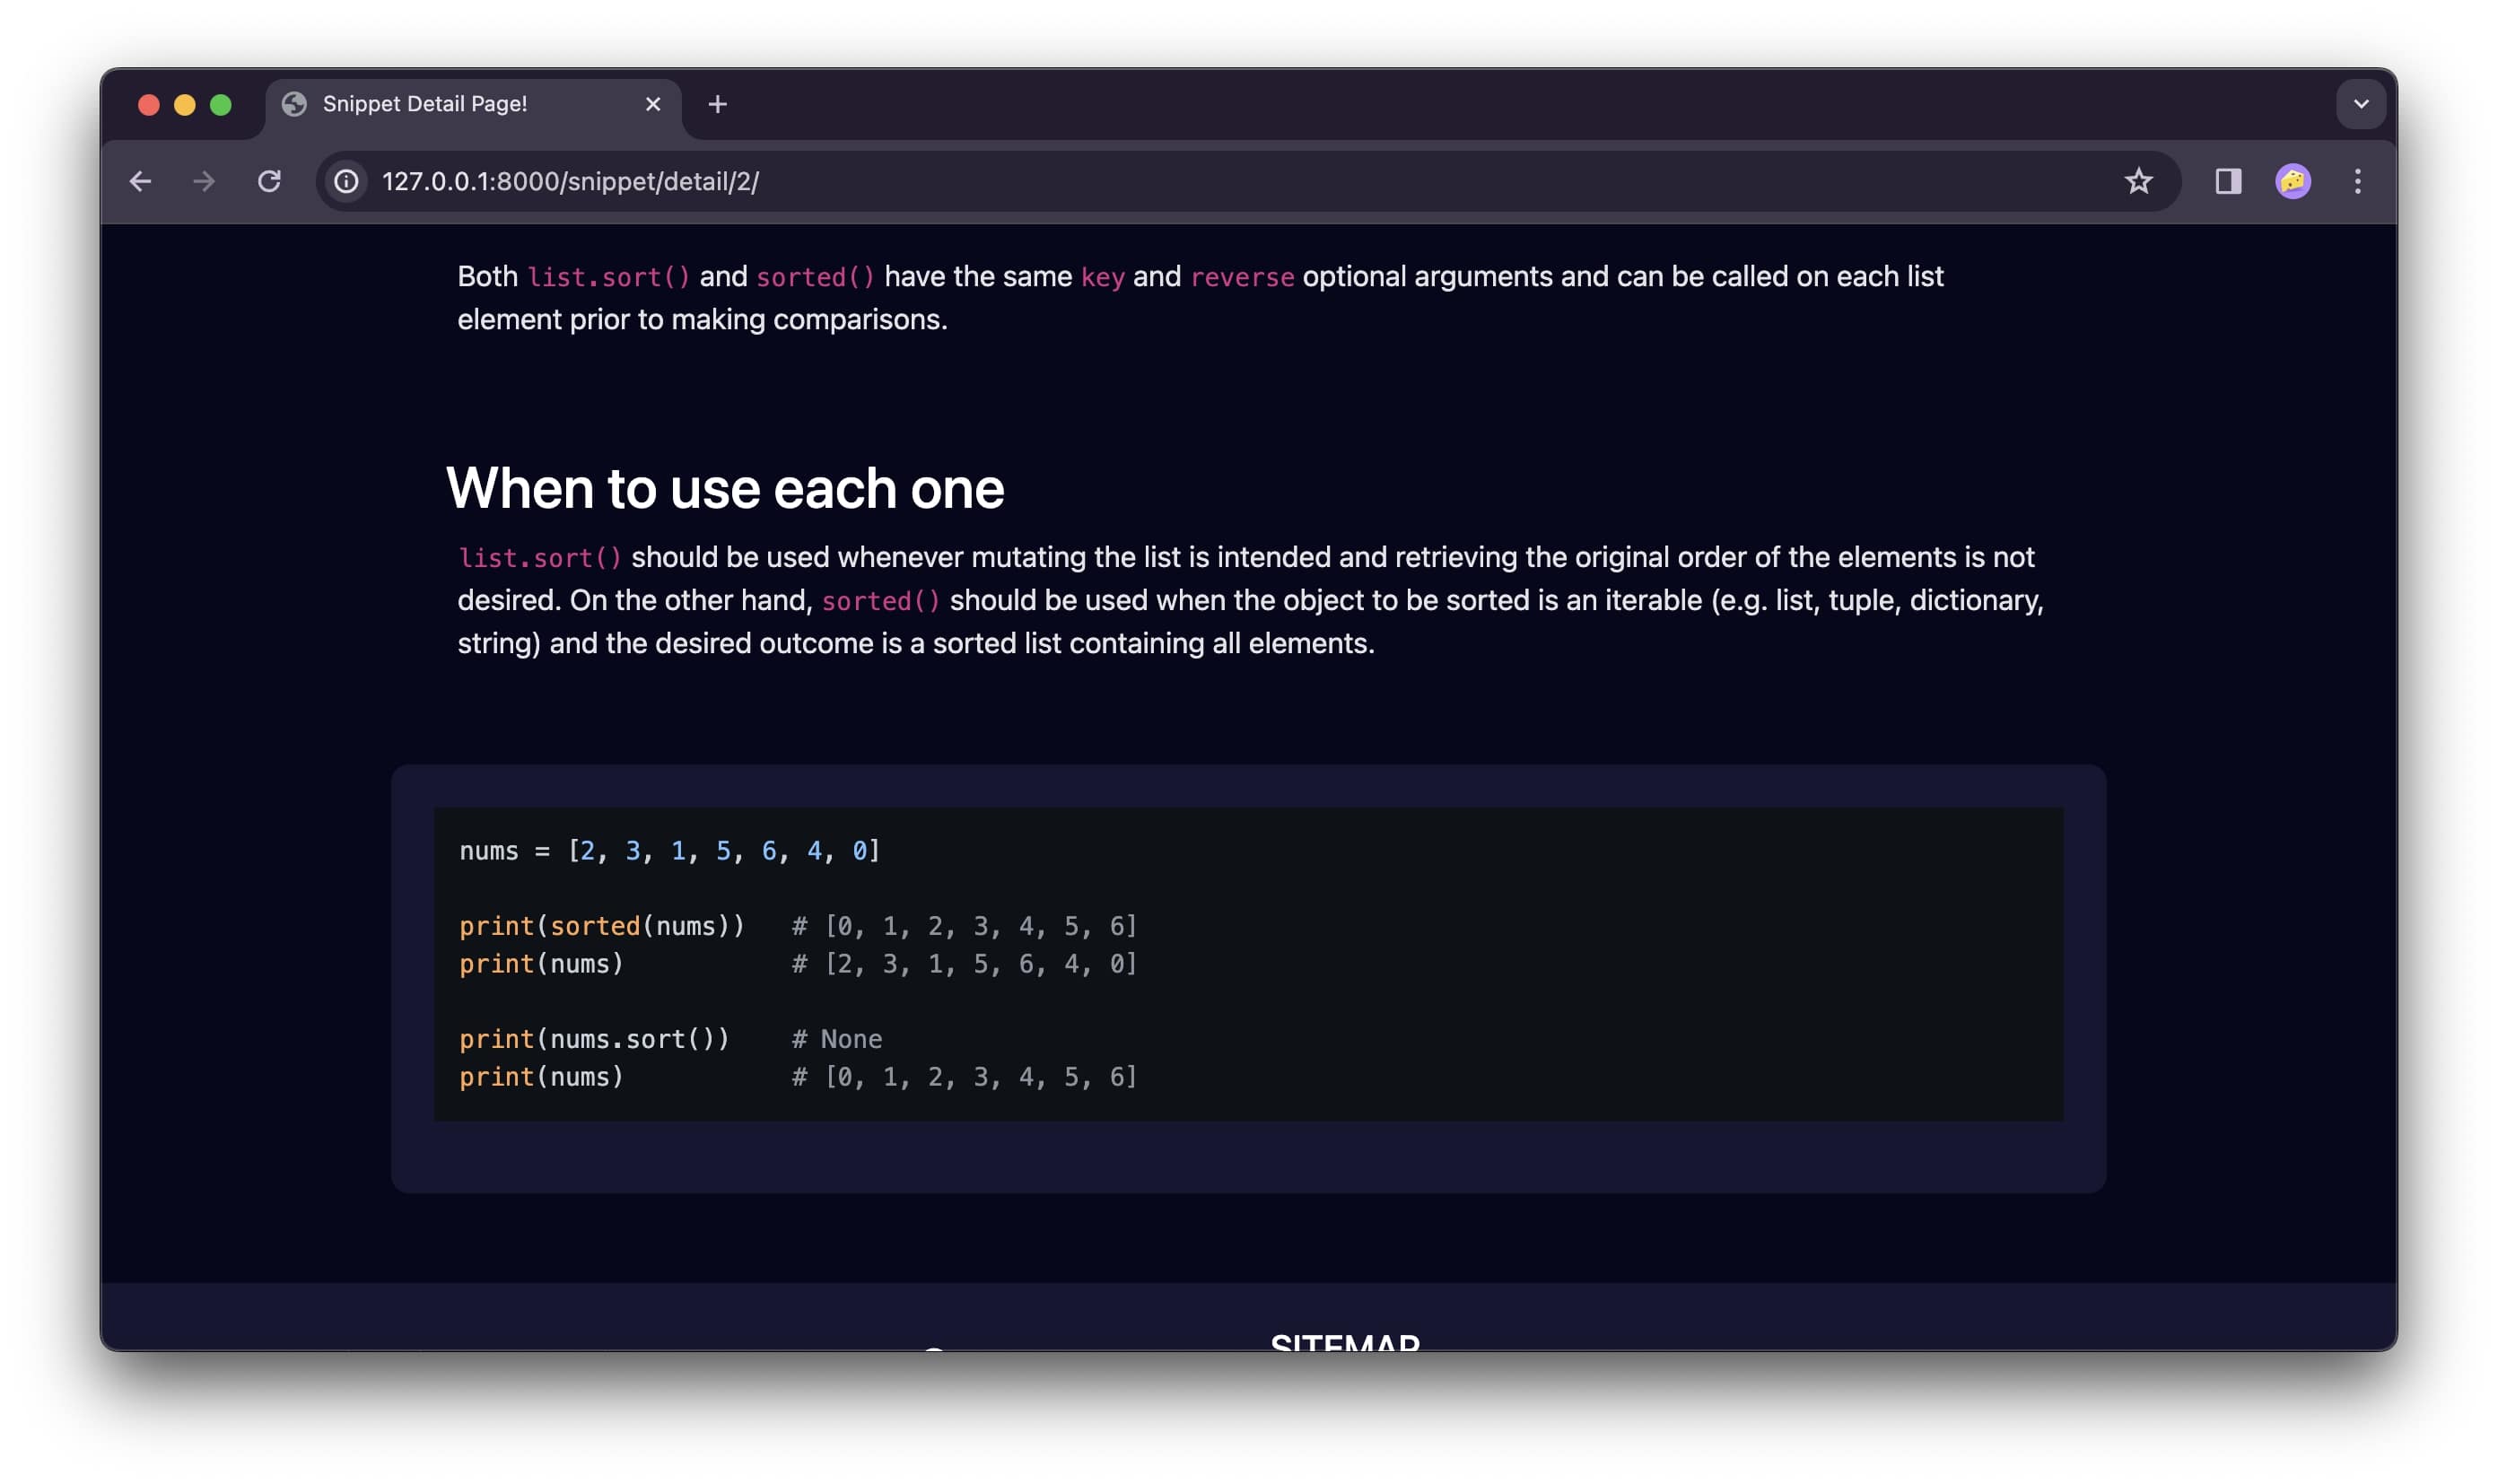 Snippet Detail Page!
127.0.0.1:8000/snippet/detail/2/
Both list.sort() and sorted() have the same key and reverse optional arguments and can be called on each list
element prior to making comparisons.
When to use each one
list.sort() should be used whenever mutating the list is intended and retrieving the original order of the elements is not
desired. On the other hand, sorted() should be used when the object to be sorted is an iterable (e.g. list, tuple, dictionary,
string) and the desired outcome is a sorted list containing all elements.
nums = [2, 3, 1, 5, 6, 4, 0]
print(sorted(nums))   # [0, 1, 2, 3, 4, 5, 6]
print(nums)           # [2, 3, 1, 5, 6, 4, 0]
print(nums.sort())    # None
print(nums)           # [0, 1, 2, 3, 4, 5, 6]
SITEMAP